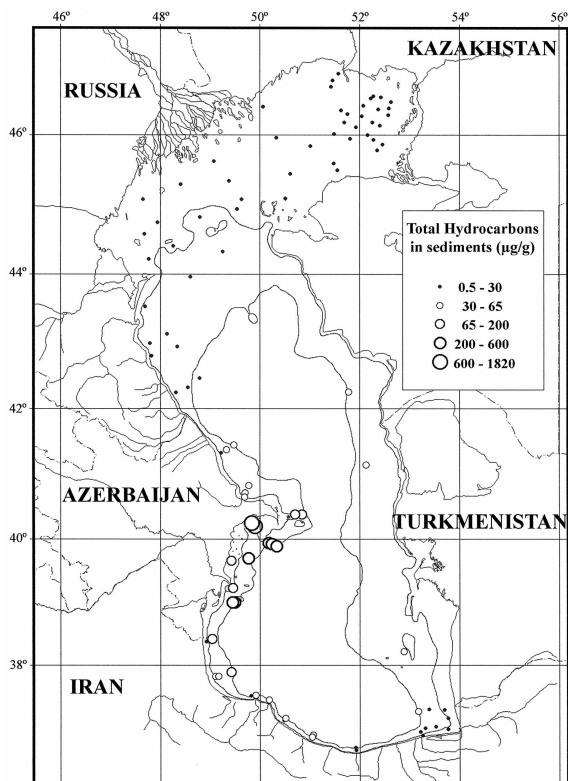 46° 48° 50° 52° 54° 56°
KAZAKHSTAN
RUSSIA
46°
Total Hydrocarbons
in sediments (µg/g)
0.5 - 30
30 - 65
65 - 200
200 - 600
600 - 1820
44°
42°
AZERBAIJAN
TURKMENISTAN
40°
38°
IRAN